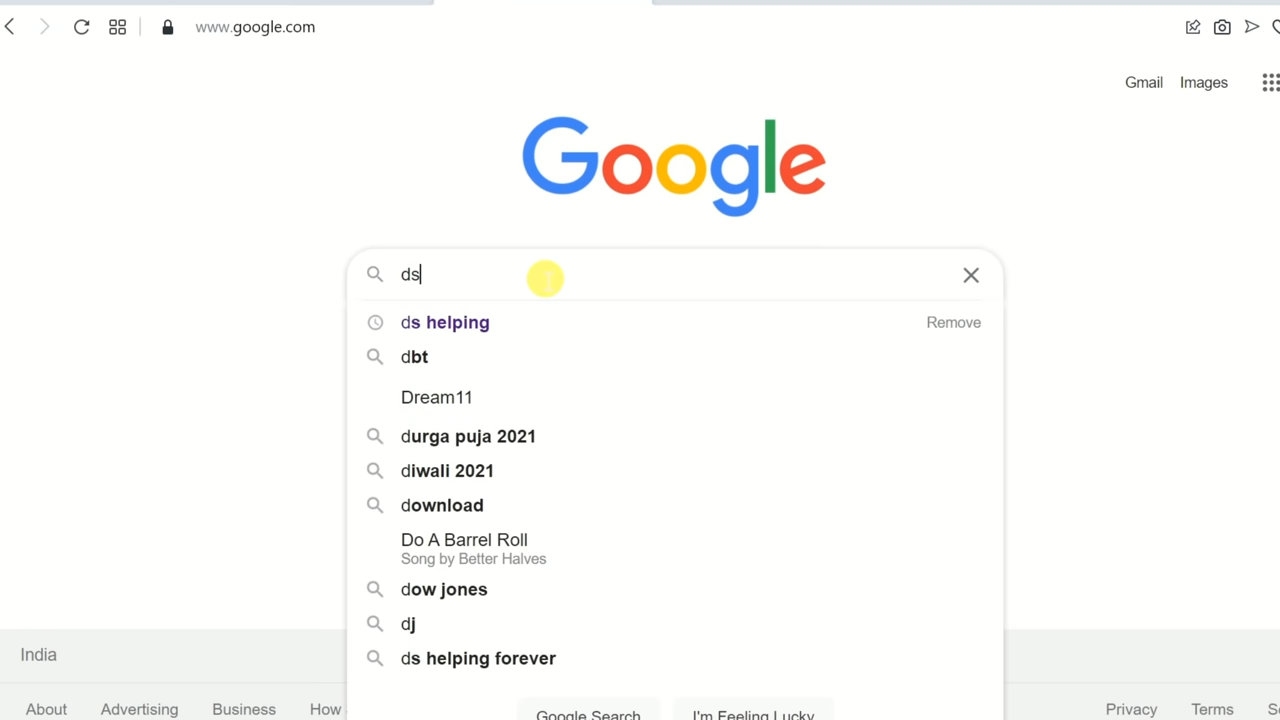 www.google.com
Gmail Images
Google
ds
ds helping Remove
dbt
Dream11
durga puja 2021
diwali 2021
download
Do A Barrel Roll
Song by Better Halves
dow jones
dj
ds helping forever
India
Google Search I'm Feeling Lucky
About Advertising Business How Privacy Terms